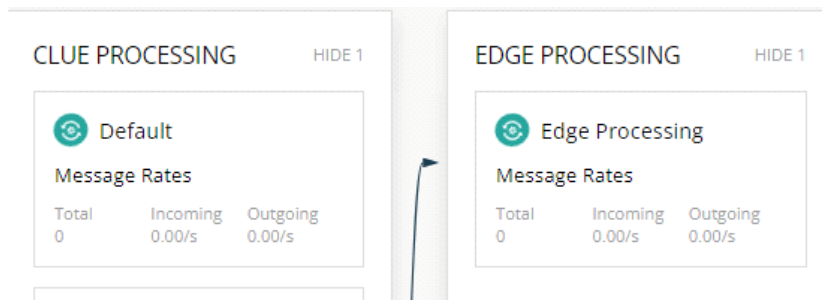 CLUE PROCESSING HIDE 1
Default
Message Rates
Total Incoming Outgoing
0 0.00/s 0.00/s
EDGE PROCESSING HIDE 1
Edge Processing
Message Rates
Total Incoming Outgoing
0 0.00/s 0.00/s